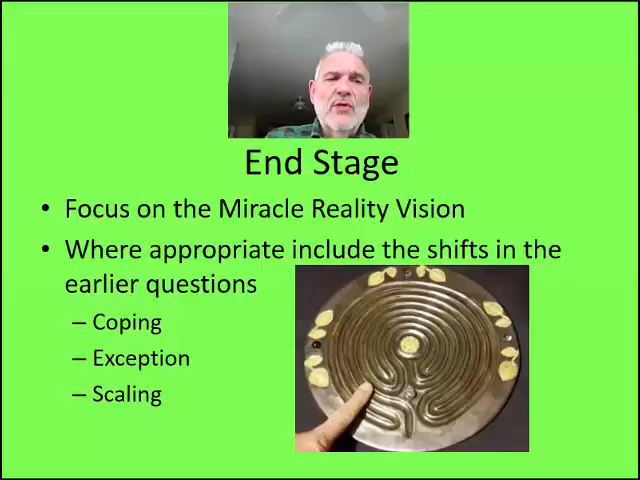 End Stage
• Focus on the Miracle Reality Vision
• Where appropriate include the shifts in the
earlier questions
– Coping
– Exception
– Scaling